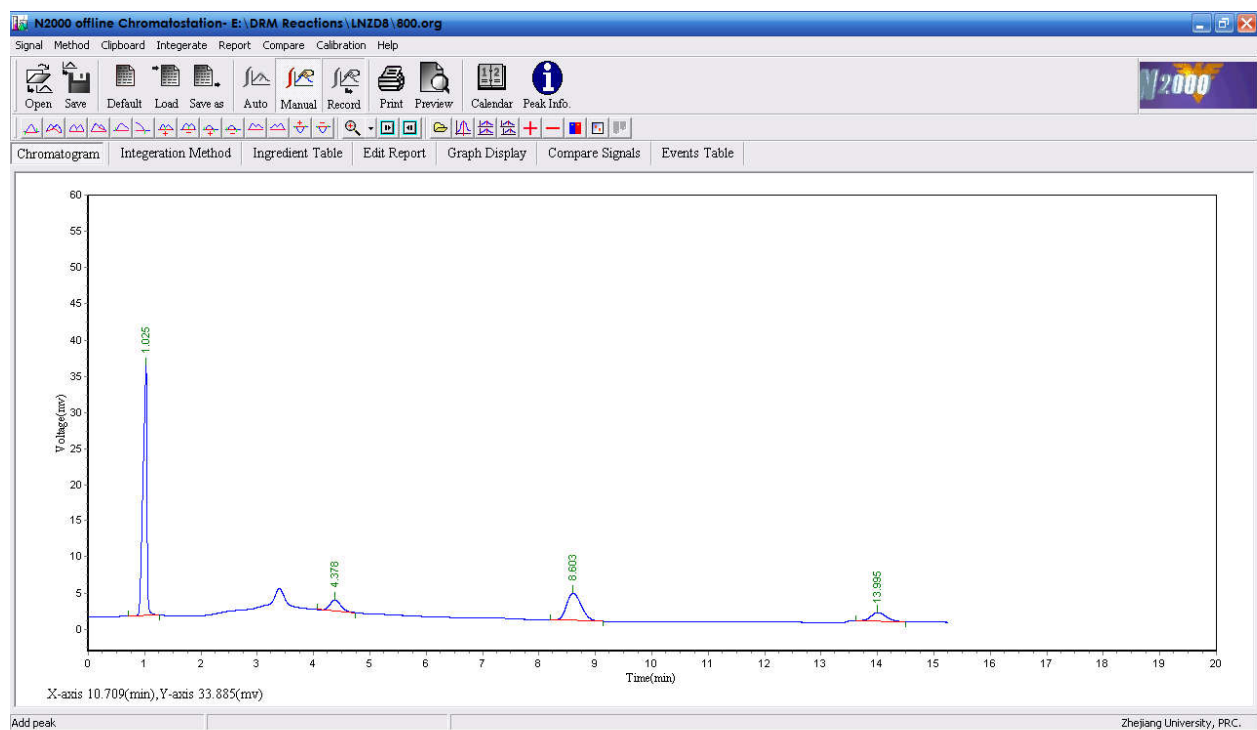 N2000 offline Chromatostation- E:\DRM Reactions\LNZD8\800.org
Signal Method Clipboard Integerate Report Compare Calibration Help
Open Save Default Load Save as Auto Manual Record Print Preview Calendar Peak Info.
N2000
Chromatogram Integeration Method Ingredient Table Edit Report Graph Display Compare Signals Events Table
60
55
50
45
40
35
30
25
20
15
10
5
0
Voltage(mv)
1.025
4.378
8.603
13.995
0 1 2 3 4 5 6 7 8 9 10 11 12 13 14 15 16 17 18 19 20
Time(min)
X-axis 10.709(min),Y-axis 33.885(mv)
Add peak
Zhejiang University, PRC.